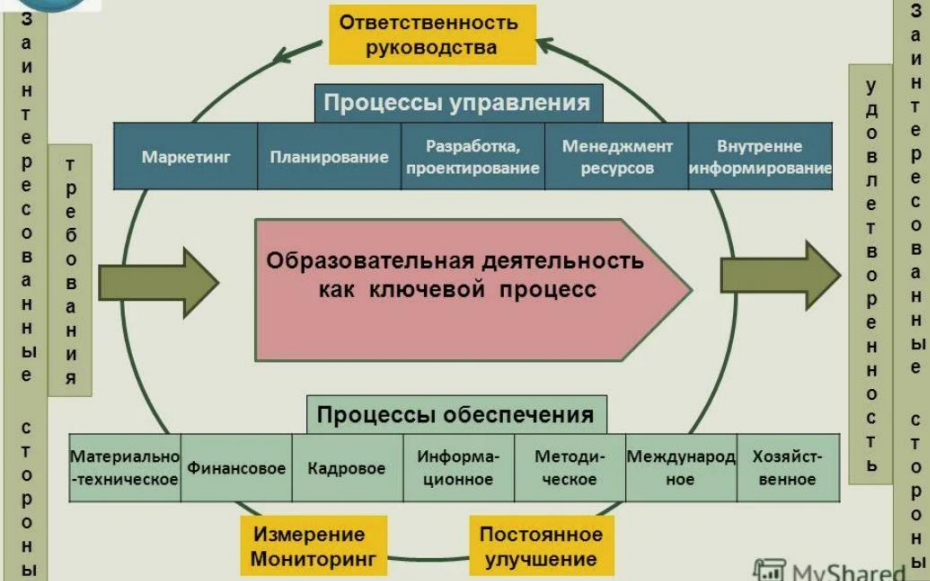 Заинтересованные стороны
требования
Ответственность
руководства
Процессы управления
Маркетинг
Планирование
Разработка,
проектирование
Менеджмент
ресурсов
Внутренне
информирование
Образовательная деятельность
как ключевой процесс
Процессы обеспечения
Материально
-техническое
Финансовое
Кадровое
Информа-
ционное
Методи-
ческое
Международ
ное
Хозяйст-
венное
Измерение
Мониторинг
Постоянное
улучшение
удовлетворенность
Заинтересованные стороны
MyShared